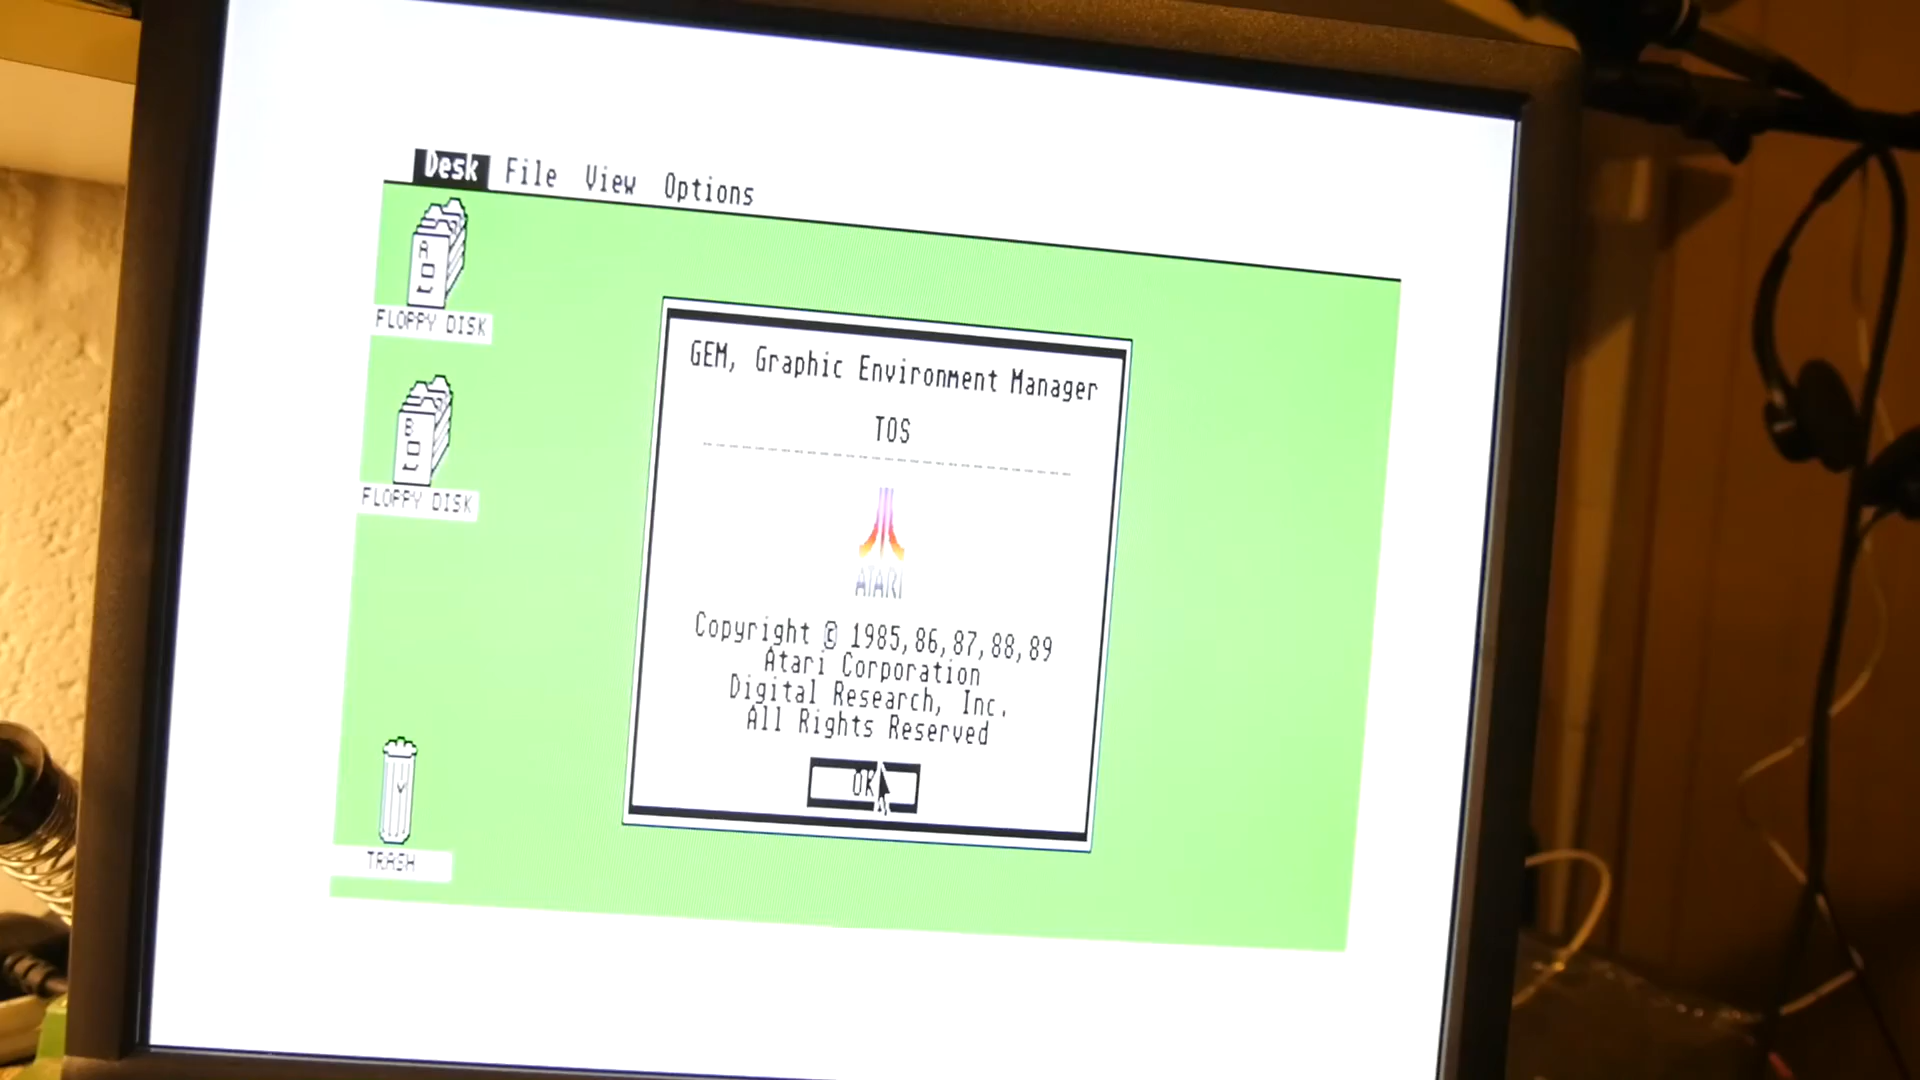 Desk File View Options
A
FLOPPY DISK
B
FLOPPY DISK
TRASH
GEM, Graphic Environment Manager
TOS
ATARI
Copyright © 1985,86,87,88,89
Atari Corporation
Digital Research, Inc.
All Rights Reserved
OK